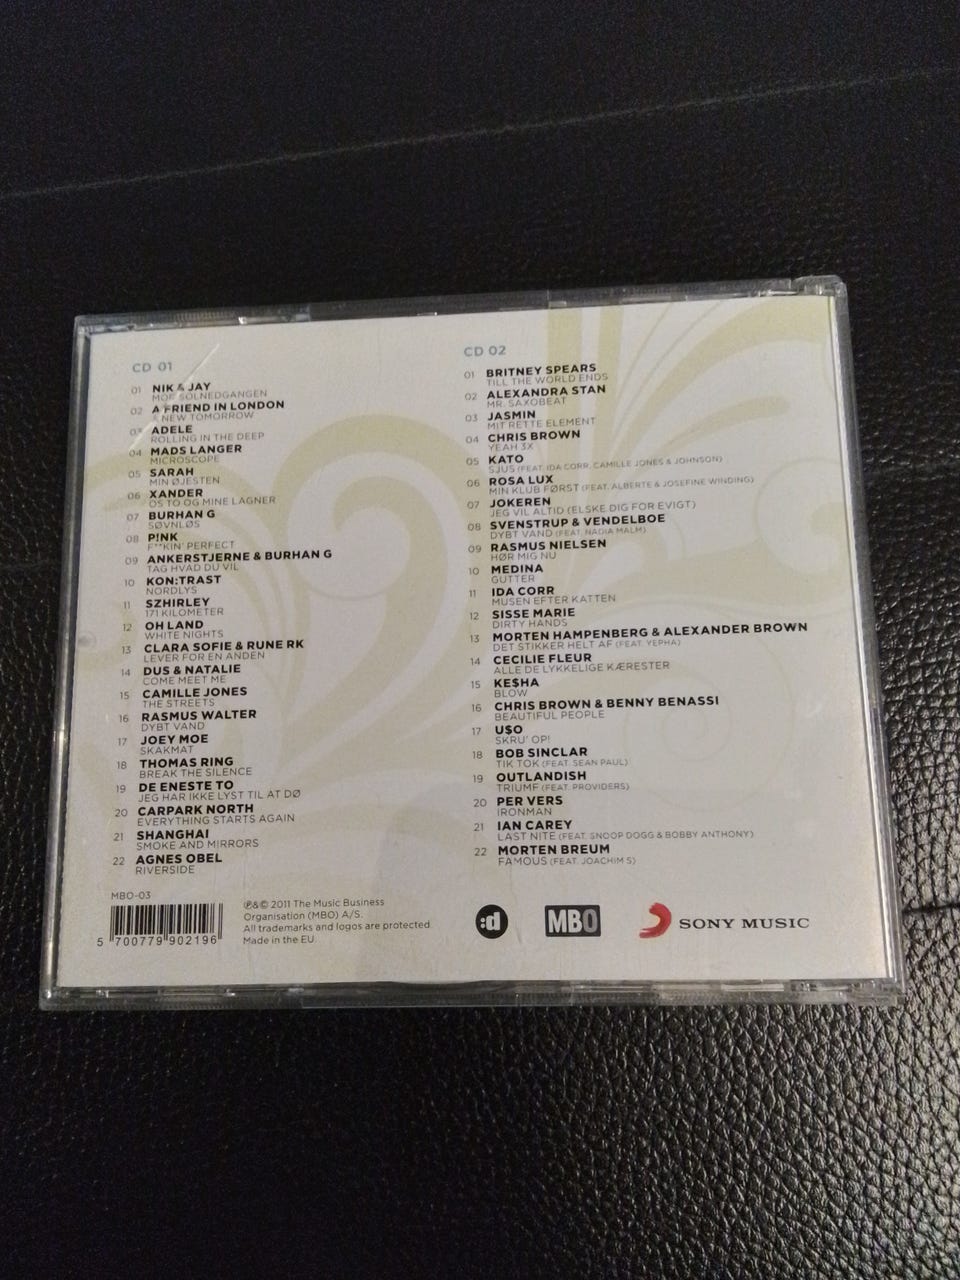 CD 01
01 NIK & JAY
MOD SOLNEDGANGEN
02 A FRIEND IN LONDON
A NEW TOMORROW
03 ADELE
ROLLING IN THE DEEP
04 MADS LANGER
MICROSCOPE
05 SARAH
MIN ØJESTEN
06 XANDER
OS TO OG MINE LAGNER
07 BURHAN G
SØVNLØS
08 P!NK
F**KIN' PERFECT
09 ANKERSTJERNE & BURHAN G
TAG HVAD DU VIL
10 KON:TRAST
NORDLYS
11 SZHIRLEY
171 KILOMETER
12 OH LAND
WHITE NIGHTS
13 CLARA SOFIE & RUNE RK
LEVER FOR EN ANDEN
14 DUS & NATALIE
COME MEET ME
15 CAMILLE JONES
THE STREETS
16 RASMUS WALTER
DYBT VAND
17 JOEY MOE
SKAKMAT
18 THOMAS RING
BREAK THE SILENCE
19 DE ENESTE TO
JEG HAR IKKE LYST TIL AT DØ
20 CARPARK NORTH
EVERYTHING STARTS AGAIN
21 SHANGHAI
SMOKE AND MIRRORS
22 AGNES OBEL
RIVERSIDE
CD 02
01 BRITNEY SPEARS
TILL THE WORLD ENDS
02 ALEXANDRA STAN
MR. SAXOBEAT
03 JASMIN
MIT RETTE ELEMENT
04 CHRIS BROWN
YEAH 3X
05 KATO
SJUS (FEAT. IDA CORR, CAMILLE JONES & JOHNSON)
06 ROSA LUX
MIN KLUB FØRST (FEAT. ALBERTE & JOSEFINE WINDING)
07 JOKEREN
JEG VIL ALTID (ELSKE DIG FOR EVIGT)
08 SVENSTRUP & VENDELBOE
DYBT VAND (FEAT. NADIA MALM)
09 RASMUS NIELSEN
HØR MIG NU
10 MEDINA
GUTTER
11 IDA CORR
MUSEN EFTER KATTEN
12 SISSE MARIE
DIRTY HANDS
13 MORTEN HAMPENBERG & ALEXANDER BROWN
DET STIKKER HELT AF (FEAT. YEPHA)
14 CECILIE FLEUR
ALLE DE LYKKELIGE KÆRESTER
15 KE$HA
BLOW
16 CHRIS BROWN & BENNY BENASSI
BEAUTIFUL PEOPLE
17 U$O
SKRU' OP!
18 BOB SINCLAR
TIK TOK (FEAT. SEAN PAUL)
19 OUTLANDISH
TRIUMF (FEAT. PROVIDERS)
20 PER VERS
IRONMAN
21 IAN CAREY
LAST NITE (FEAT. SNOOP DOGG & BOBBY ANTHONY)
22 MORTEN BREUM
FAMOUS (FEAT. JOACHIM S)
MBO-03
5 700779 902196
℗&© 2011 The Music Business
Organisation (MBO) A/S.
All trademarks and logos are protected
Made in the EU.
:d
MBO
SONY MUSIC